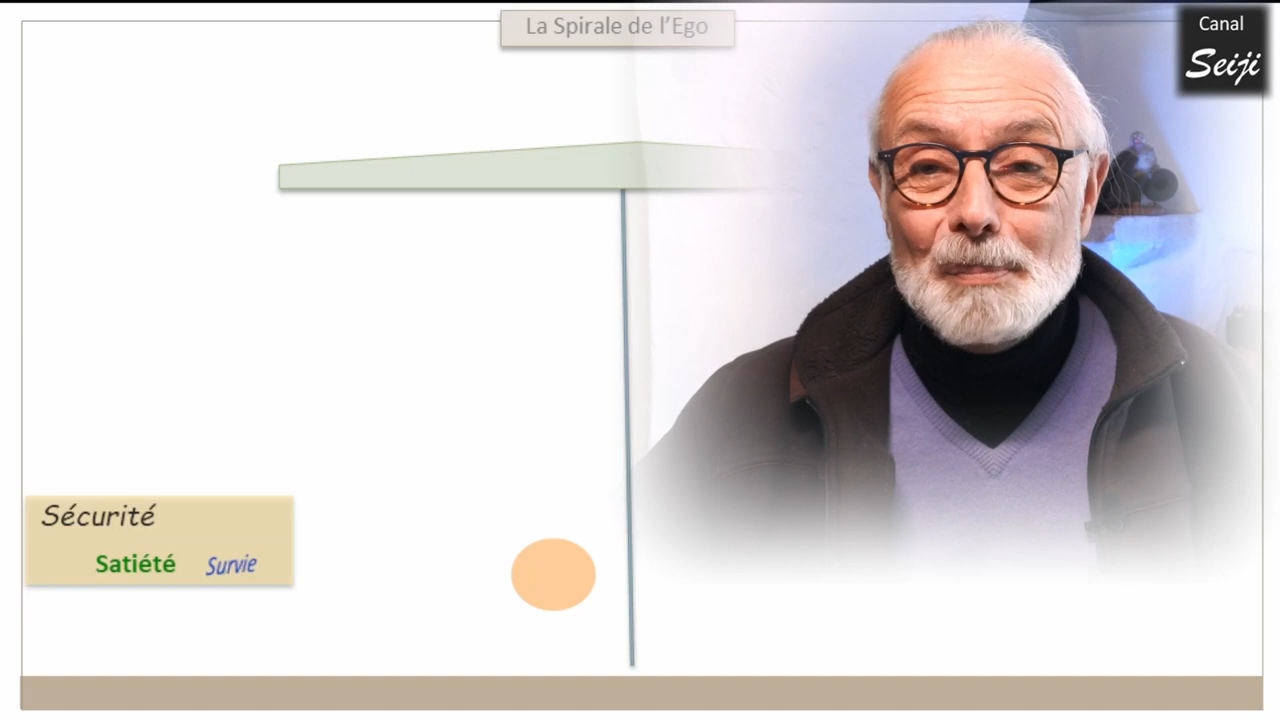 La Spirale de l’Ego
Canal
Seiji
Sécurité
Satiété Survie